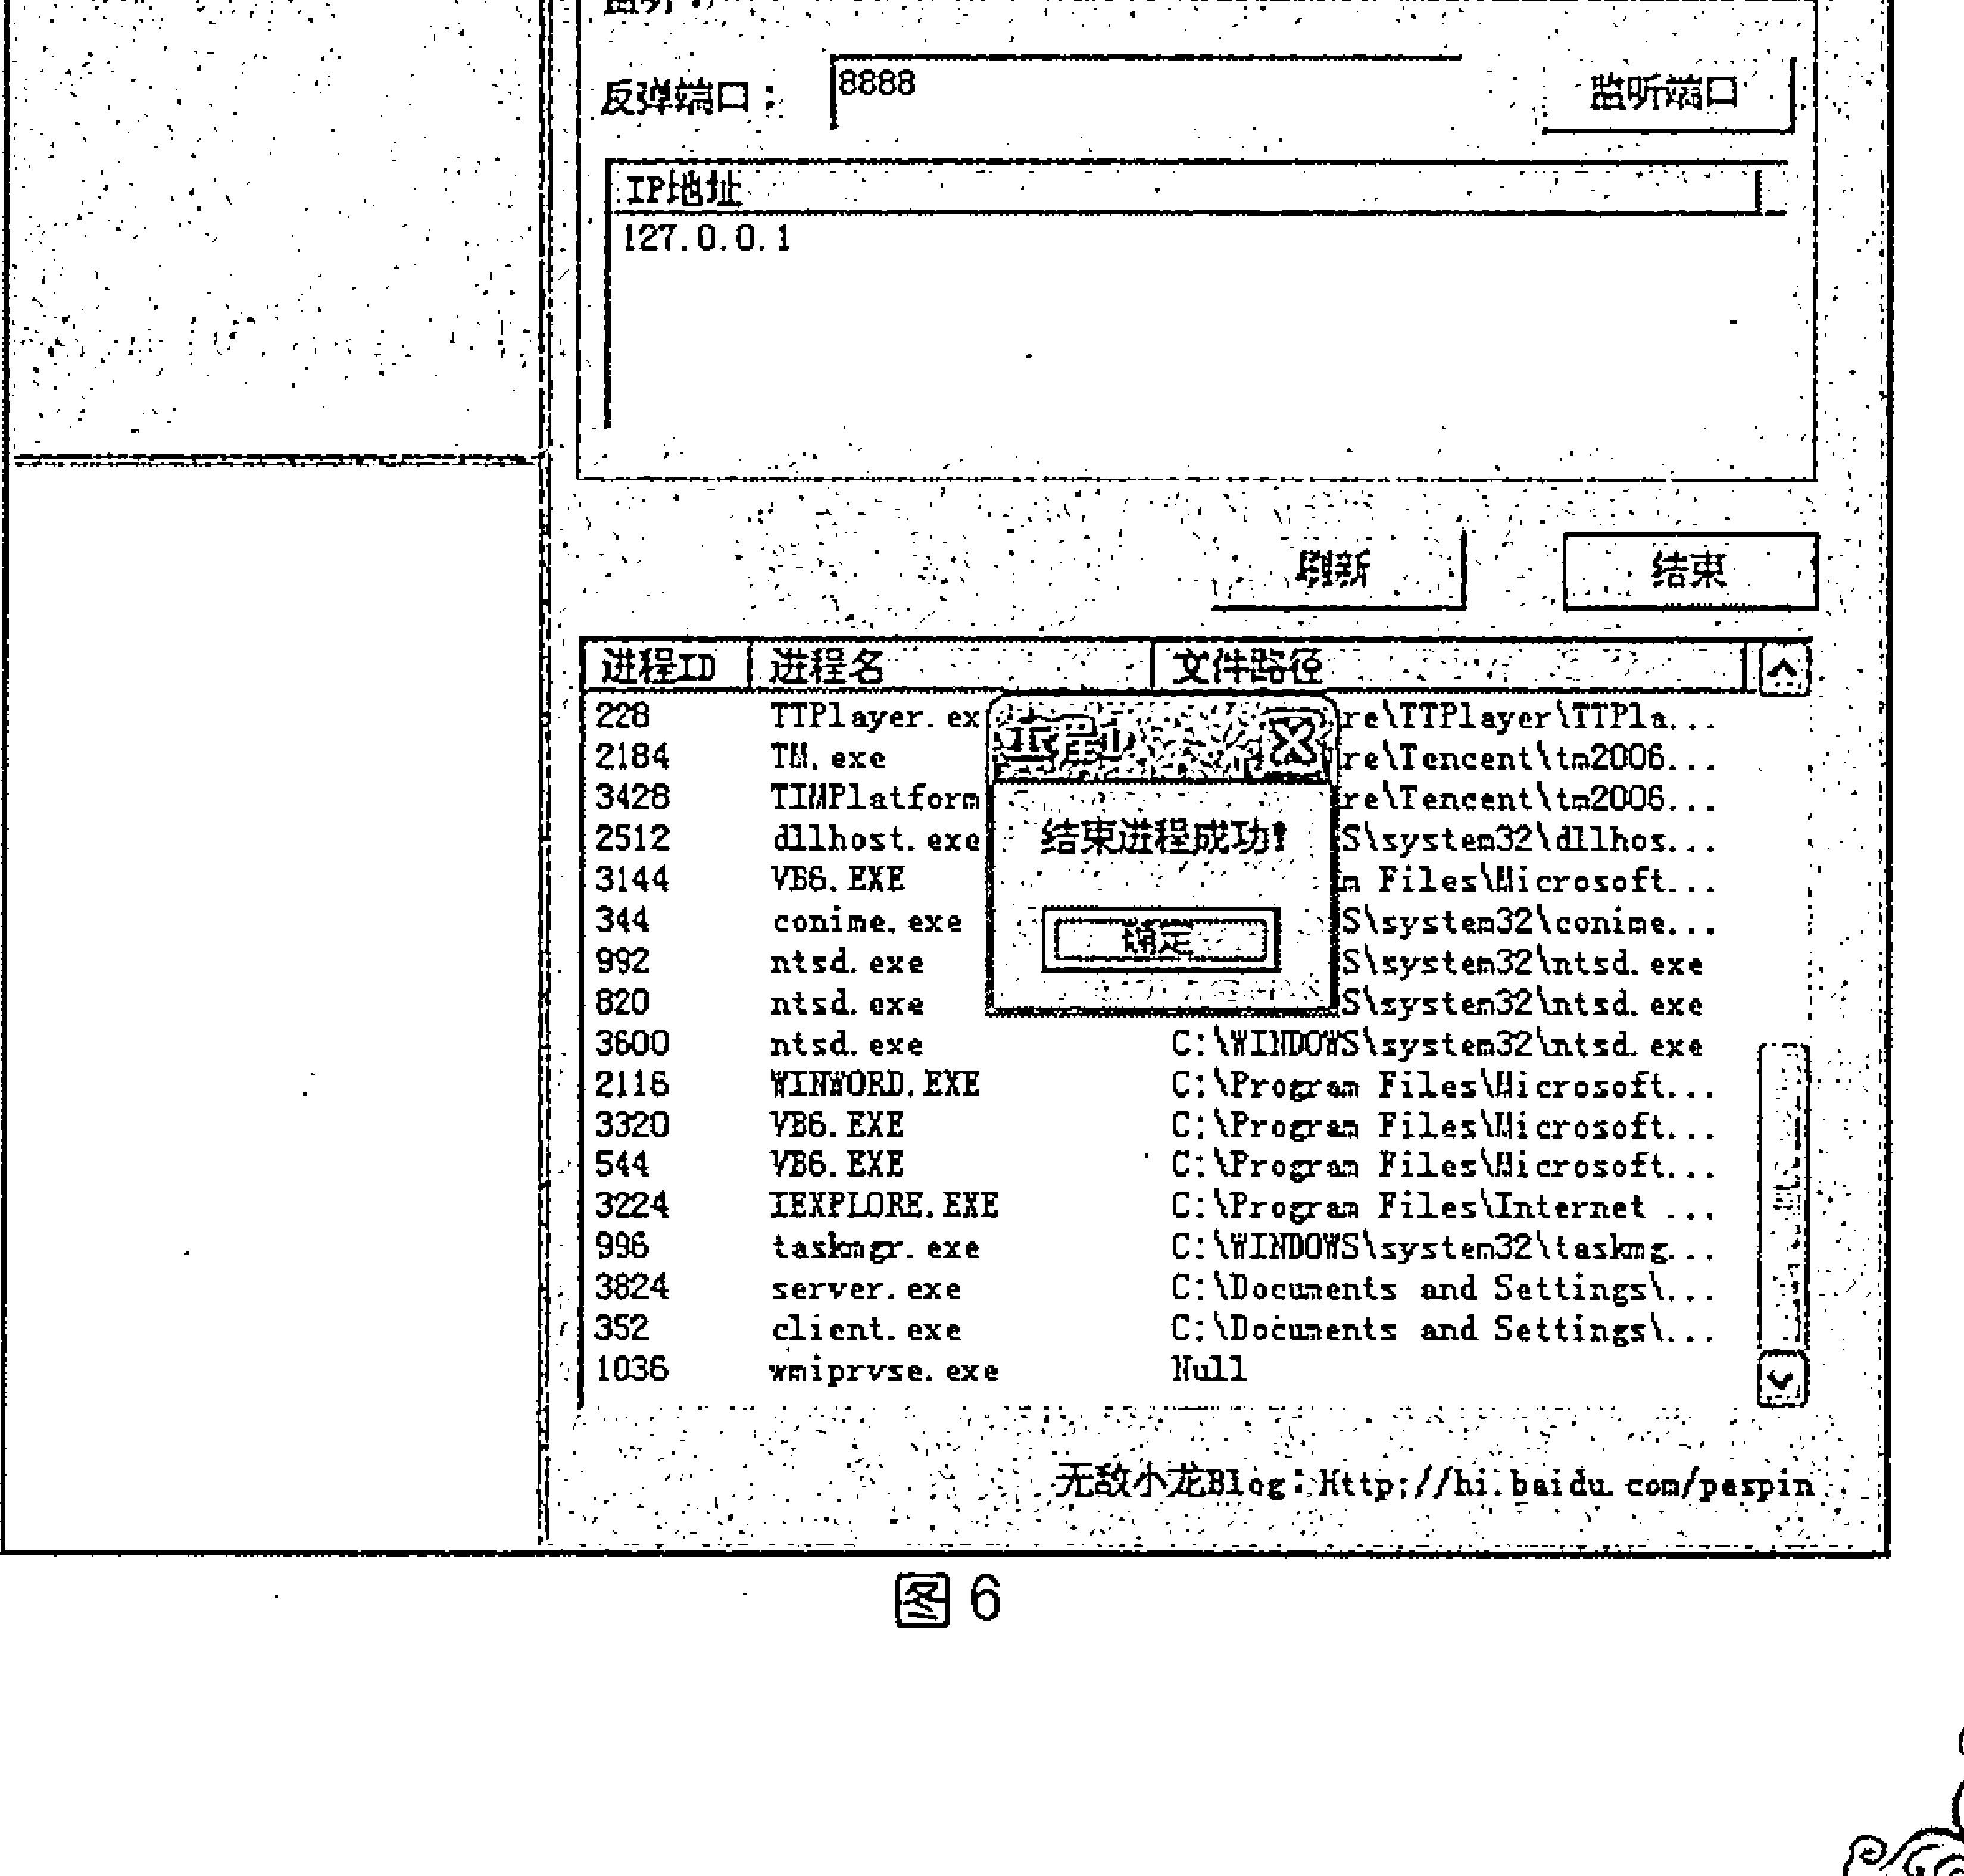 监听:
反弹端口: 8888 监听端口
IP地址
127.0.0.1
刷新 结束
进程ID 进程名 文件路径
228 TTPlayer.ex re\TTPlayer\TTPla...
2184 TM.exe re\Tencent\tm2006...
3428 TIMPlatform re\Tencent\tm2006...
2512 dllhost.exe S\system32\dllhos...
结束进程成功!
3144 VB6.EXE m Files\Microsoft...
344 conime.exe S\system32\conime...
确定
992 ntsd.exe S\system32\ntsd.exe
820 ntsd.exe S\system32\ntsd.exe
3600 ntsd.exe C:\WINDOWS\system32\ntsd.exe
2116 WINWORD.EXE C:\Program Files\Microsoft...
3320 VB6.EXE C:\Program Files\Microsoft...
544 VB6.EXE C:\Program Files\Microsoft...
3224 IEXPLORE.EXE C:\Program Files\Internet ...
996 taskmgr.exe C:\WINDOWS\system32\taskmg...
3824 server.exe C:\Documents and Settings\...
352 client.exe C:\Documents and Settings\...
1036 wmiprvse.exe Null
无敌小龙Blog:Http://hi.baidu.com/pespin
图 6